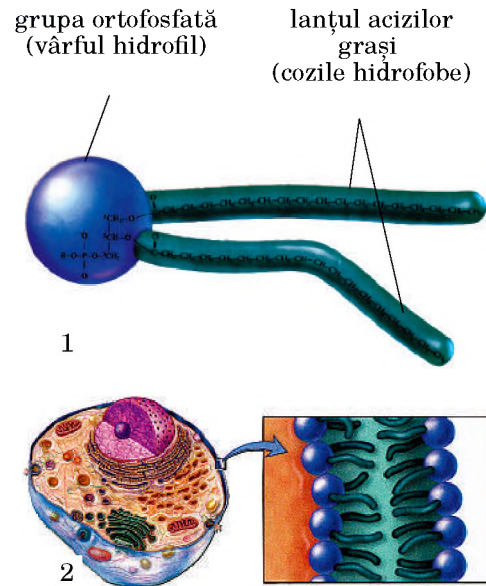 grupa ortofosfată
(vârful hidrofil)
lanțul acizilor
grași
(cozile hidrofobe)
1
2